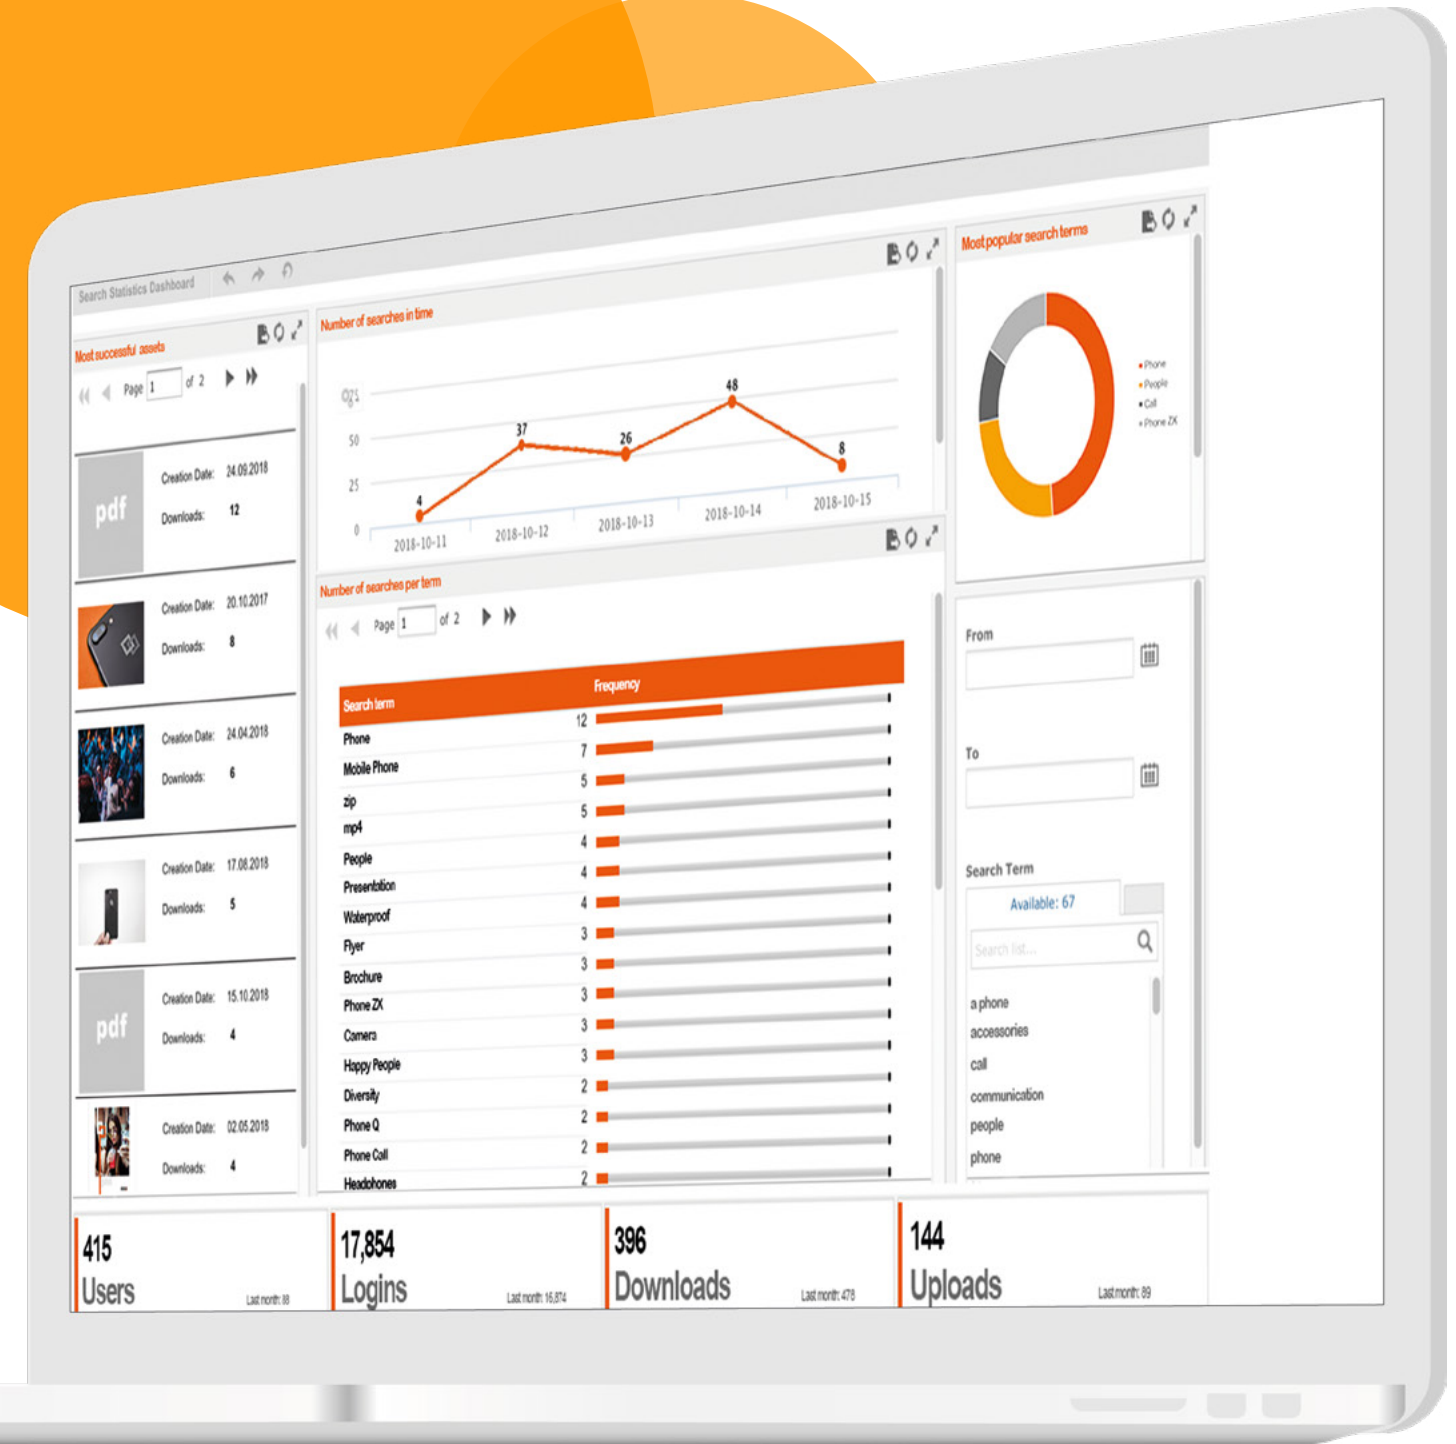 Search Statistics Dashboard
Most successful assets
Page 1 of 2
pdf
Creation Date: 24.09.2018
Downloads: 12
Creation Date: 20.10.2017
Downloads: 8
Creation Date: 24.04.2018
Downloads: 6
Creation Date: 17.08.2018
Downloads: 5
pdf
Creation Date: 15.10.2018
Downloads: 4
Creation Date: 02.05.2018
Downloads: 4
Number of searches in time
50
25
0
4
37
26
48
8
2018-10-11
2018-10-12
2018-10-13
2018-10-14
2018-10-15
Number of searches per term
Page 1 of 2
Search term Frequency
Phone 12
Mobile Phone 7
zip 5
mp4 5
People 4
Presentation 4
Waterproof 4
Flyer 3
Brochure 3
Phone ZX 3
Camera 3
Happy People 3
Diversity 2
Phone Q 2
Phone Call 2
Headphones 2
Most popular search terms
Phone
People
Call
Phone ZX
From
To
Search Term
Available: 67
Search list...
a phone
accessories
call
communication
people
phone
415
Users
Last month: 88
17,854
Logins
Last month: 16,874
396
Downloads
Last month: 478
144
Uploads
Last month: 89